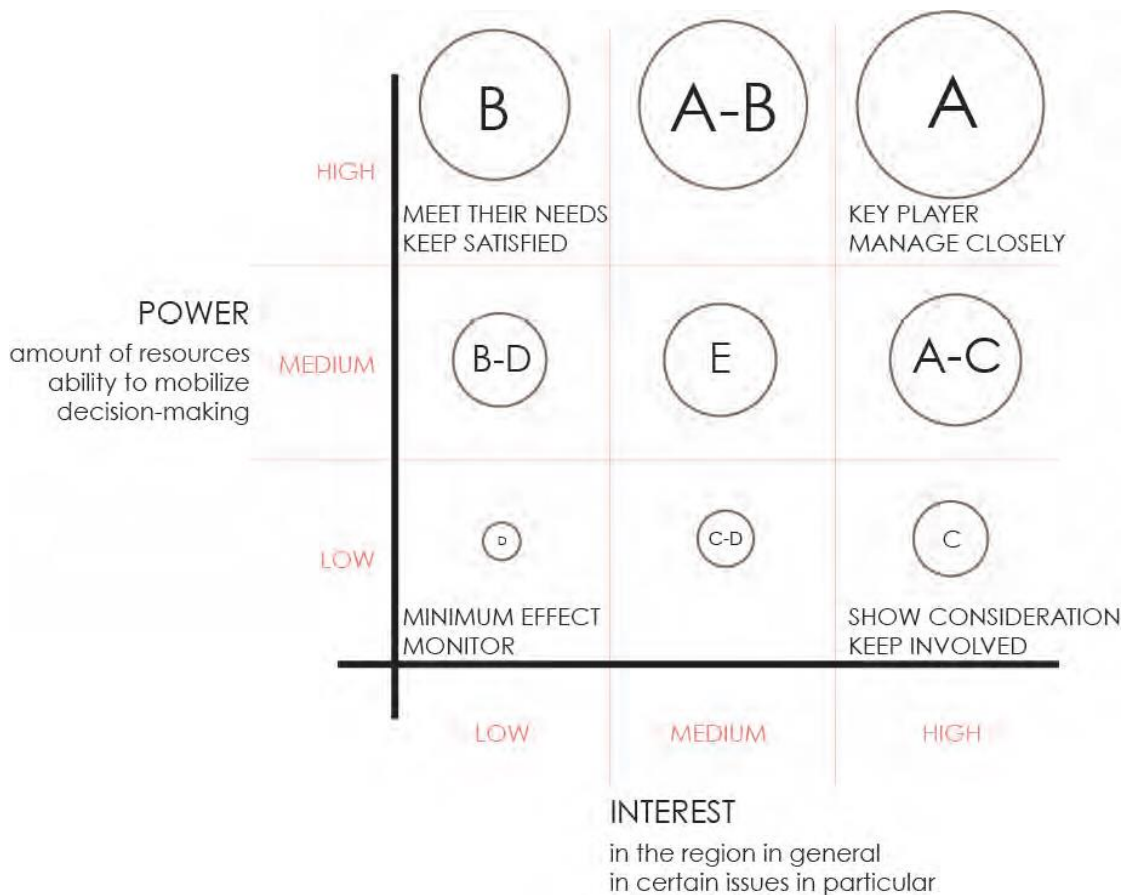 B
A-B
A
HIGH
MEET THEIR NEEDS
KEEP SATISFIED
KEY PLAYER
MANAGE CLOSELY
POWER
amount of resources
ability to mobilize
decision-making
MEDIUM
B-D
E
A-C
LOW
D
C-D
C
MINIMUM EFFECT
MONITOR
SHOW CONSIDERATION
KEEP INVOLVED
LOW
MEDIUM
HIGH
INTEREST
in the region in general
in certain issues in particular